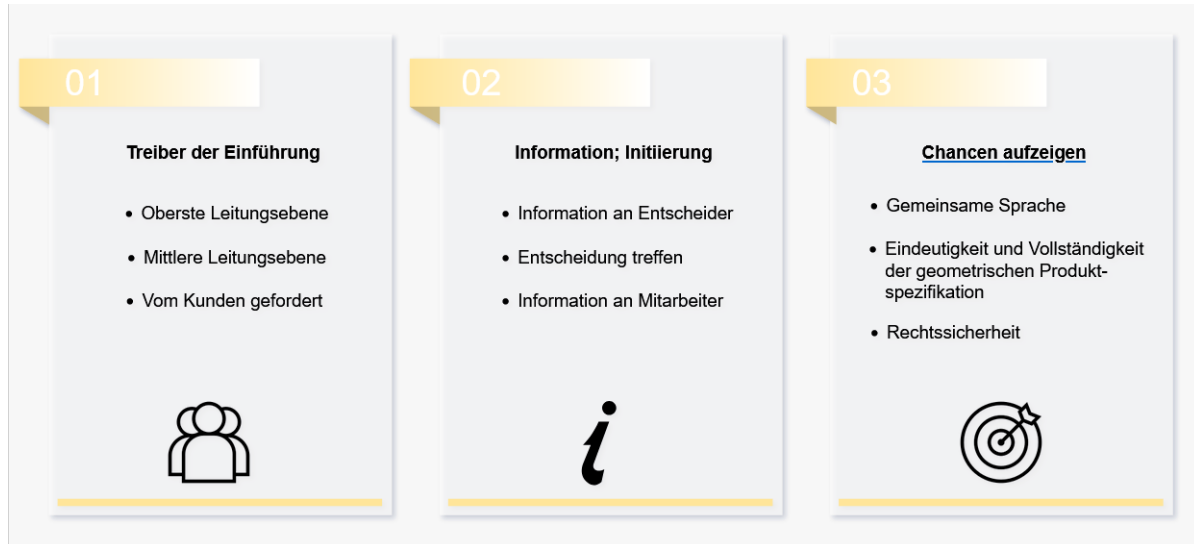 01
Treiber der Einführung
• Oberste Leitungsebene
• Mittlere Leitungsebene
• Vom Kunden gefordert
02
Information; Initiierung
• Information an Entscheider
• Entscheidung treffen
• Information an Mitarbeiter
03
Chancen aufzeigen
• Gemeinsame Sprache
• Eindeutigkeit und Vollständigkeit
der geometrischen Produkt-
spezifikation
• Rechtssicherheit